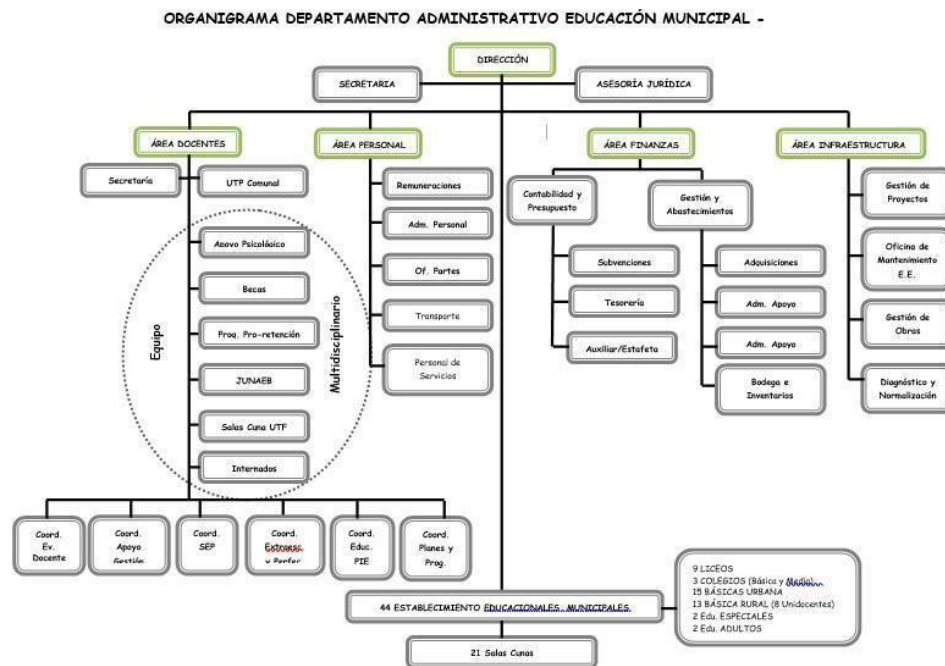 ORGANIGRAMA DEPARTAMENTO ADMINISTRATIVO EDUCACIÓN MUNICIPAL -
DIRECCIÓN
SECRETARIA
ASESORÍA JURÍDICA
ÁREA DOCENTES
ÁREA PERSONAL
ÁREA FINANZAS
ÁREA INFRAESTRUCTURA
Secretaría
UTP Comunal
Apoyo Psicológico
Becas
Prog. Pro-retención
JUNAEB
Salas Cuna UTF
Internados
Equipo
Multidisciplinario
Remuneraciones
Adm. Personal
Of. Partes
Transporte
Personal de
Servicios
Contabilidad y
Presupuesto
Subvenciones
Tesorería
Auxiliar/Estafeta
Gestión y
Abastecimientos
Adquisiciones
Adm. Apoyo
Adm. Apoyo
Bodega e
Inventarios
Gestión de
Proyectos
Oficina de
Mantenimiento
E.E.
Gestión de
Obras
Diagnóstico y
Normalización
Coord.
Ev.
Docente
Coord.
Apoyo
Gestión
Coord.
SEP
Coord.
Extraesc.
y Perfec
Coord.
Educ.
PIE
Coord.
Planes y
Prog.
44 ESTABLECIMIENTO EDUCACIONALES MUNICIPALES
21 Salas Cunas
9 LICEOS
3 COLEGIOS (Básica y Media)
15 BÁSICAS URBANA
13 BÁSICA RURAL (8 Unidocentes)
2 Edu. ESPECIALES
2 Edu. ADULTOS